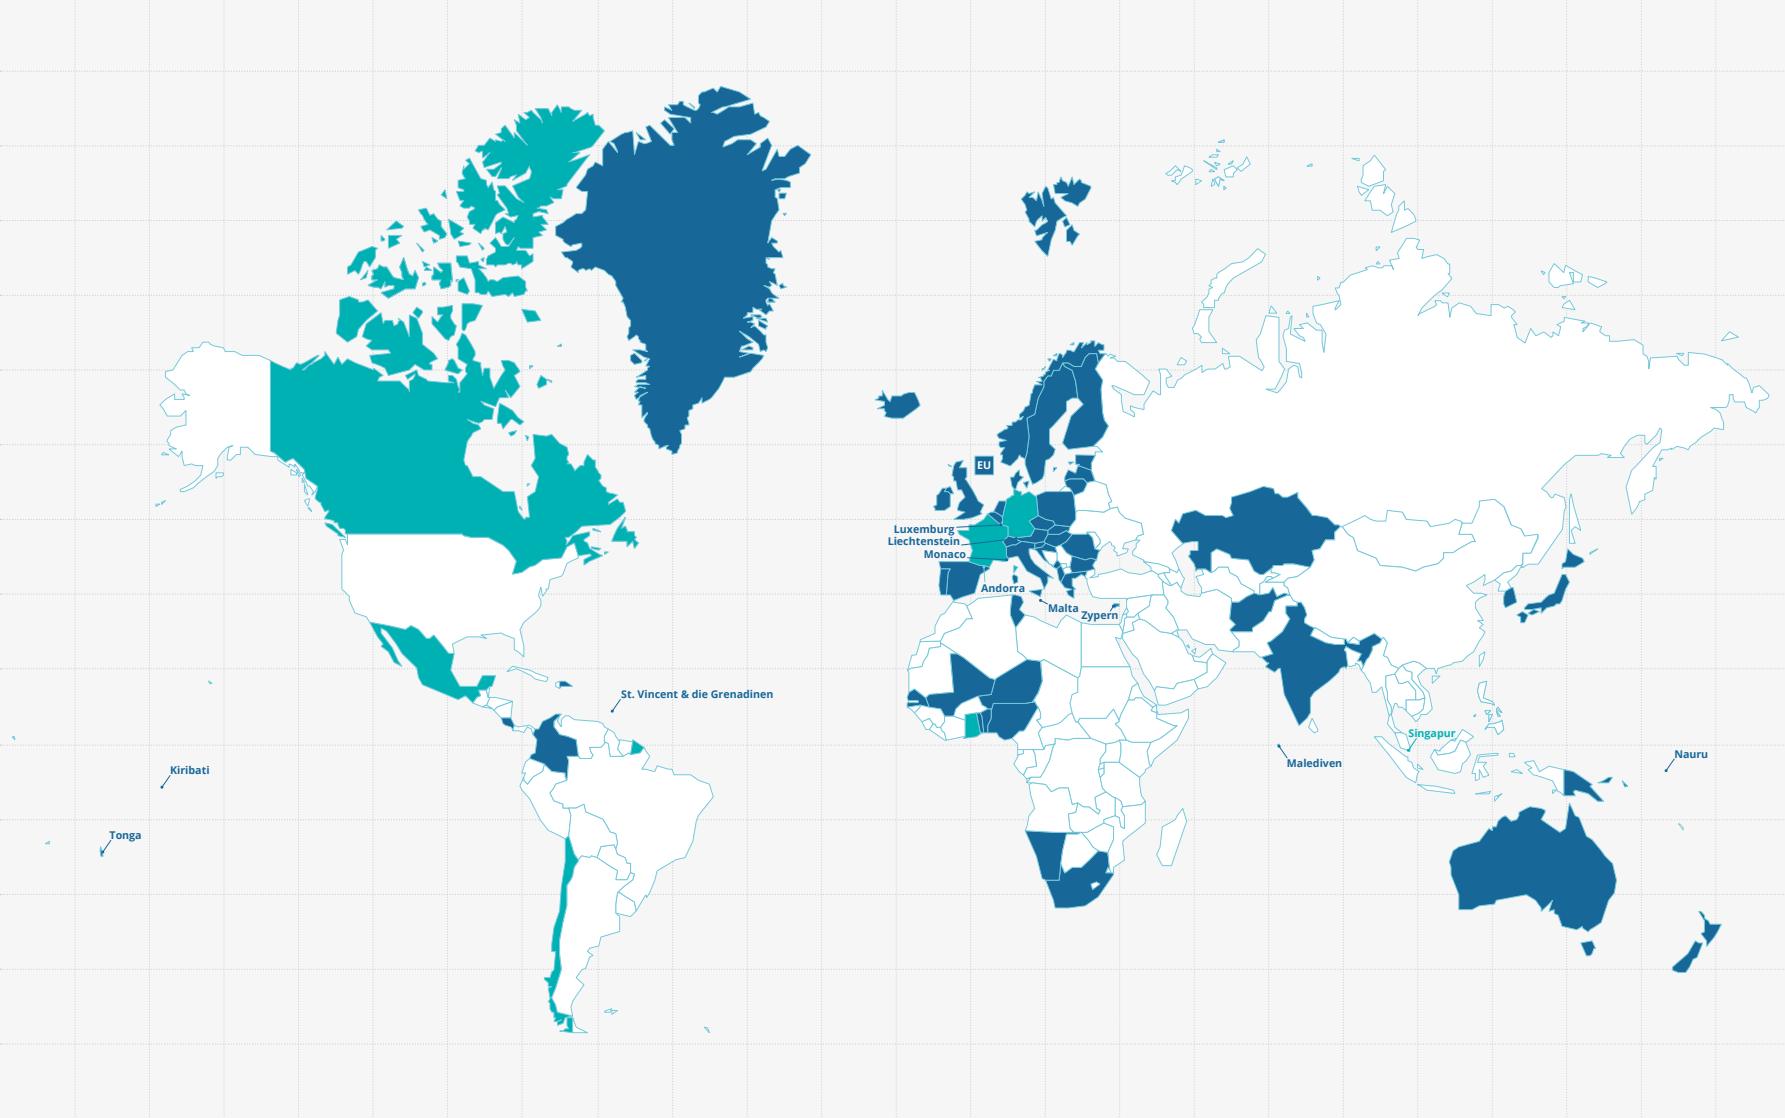 EU
Luxemburg
Liechtenstein
Monaco
Andorra
Malta
Zypern
St. Vincent & die Grenadinen
Singapur
Malediven
Nauru
Kiribati
Tonga